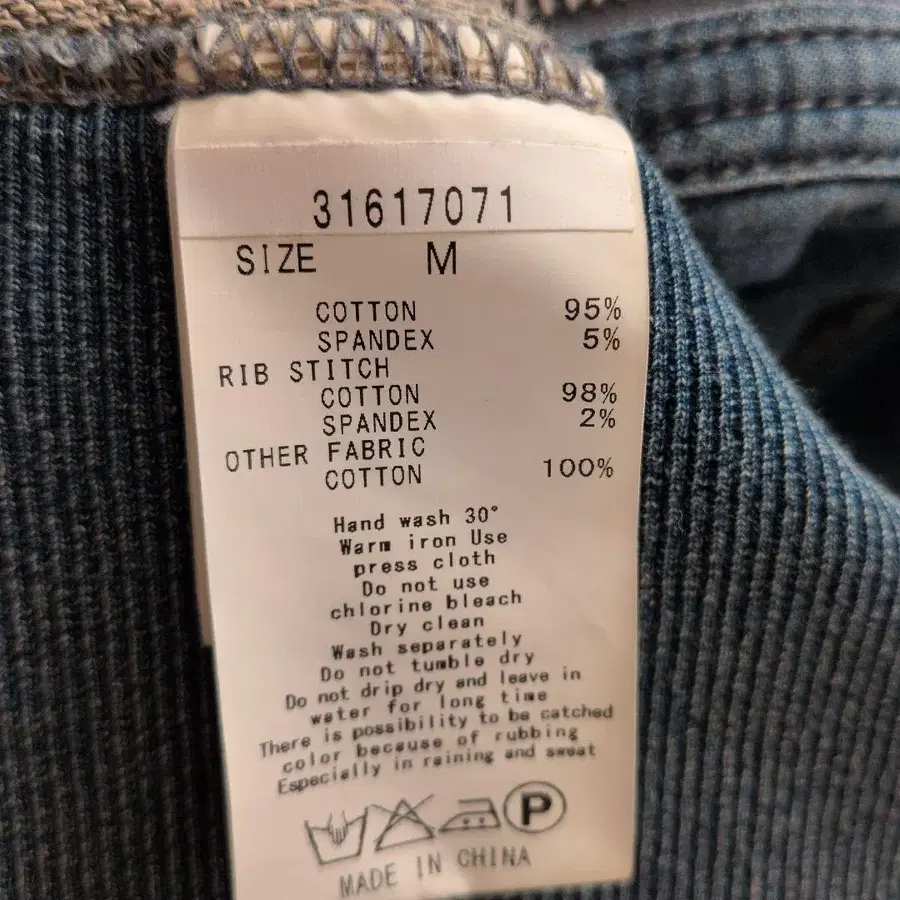 31617071
SIZE M
COTTON 95%
SPANDEX 5%
RIB STITCH
COTTON 98%
SPANDEX 2%
OTHER FABRIC
COTTON 100%
Hand wash 30°
Warm iron Use
press cloth
Do not use
chlorine bleach
Dry clean
Wash separately
Do not tumble dry
Do not drip dry and leave in
water for long time
There is possibility to be catched
color because of rubbing
Especially in raining and sweat
P
MADE IN CHINA